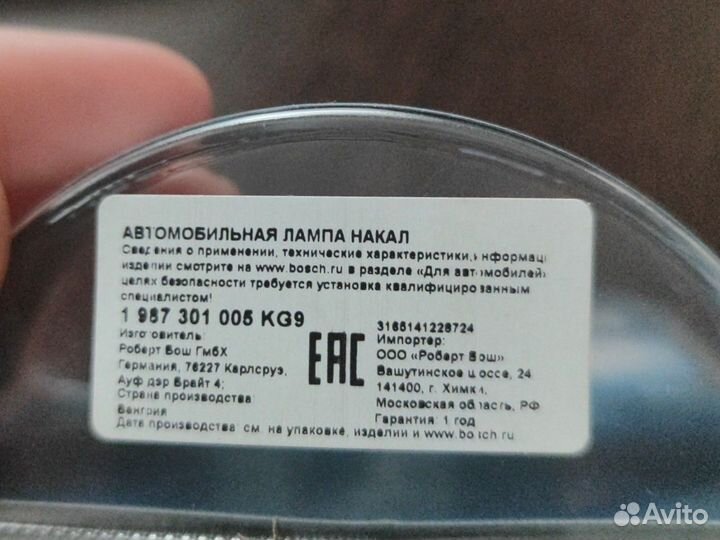 АВТОМОБИЛЬНАЯ ЛАМПА НАКАЛ
Сведения о применении, технические характеристики, нформаци
изделии смотрите на www.bosch.ru в разделе «Для автомобилей»
целях безопасности требуется установка квалифицированным
специалистом!
1 987 301 005 KG9
Изготовитель:
Роберт Бош ГмбХ
Германия, 76227 Карлсруэ,
Ауф дэр Брайт 4;
Страна производства
Венгрия
EAC
3165141228724
Импортер:
ООО «Роберт Бош»
Вашутинское шоссе, 24
141400, г. Химки,
Московская область, РФ
Гарантия: 1 год
Дата производства: см. на упаковке, изделии и www.bosch.ru
Avito